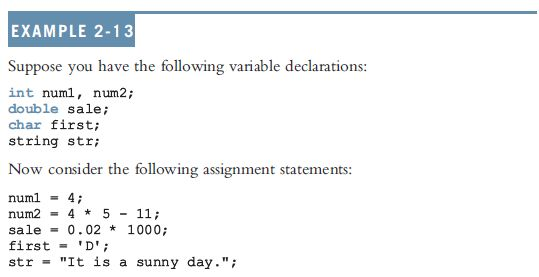 EXAMPLE 2-13
Suppose you have the following variable declarations:
int num1, num2;
double sale;
char first;
string str;
Now consider the following assignment statements:
num1 = 4;
num2 = 4 * 5 - 11;
sale = 0.02 * 1000;
first = 'D';
str = "It is a sunny day.";